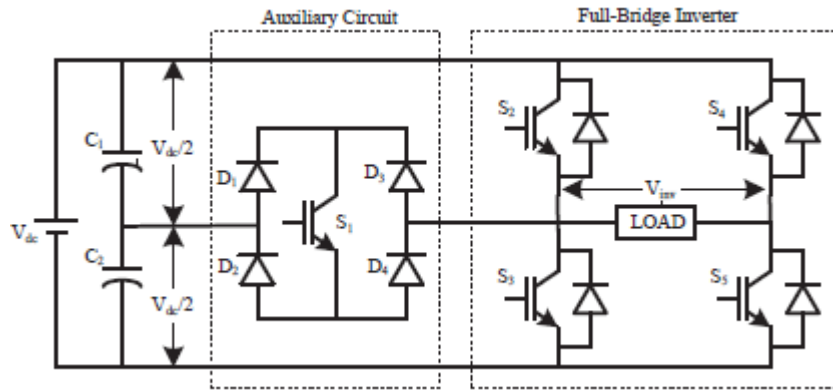 Auxiliary Circuit
Full-Bridge Inverter
C1
Vdc/2
D1
D3
S1
S2
S4
Vinv
LOAD
Vdc
C2
D2
D4
Vdc/2
S3
S5